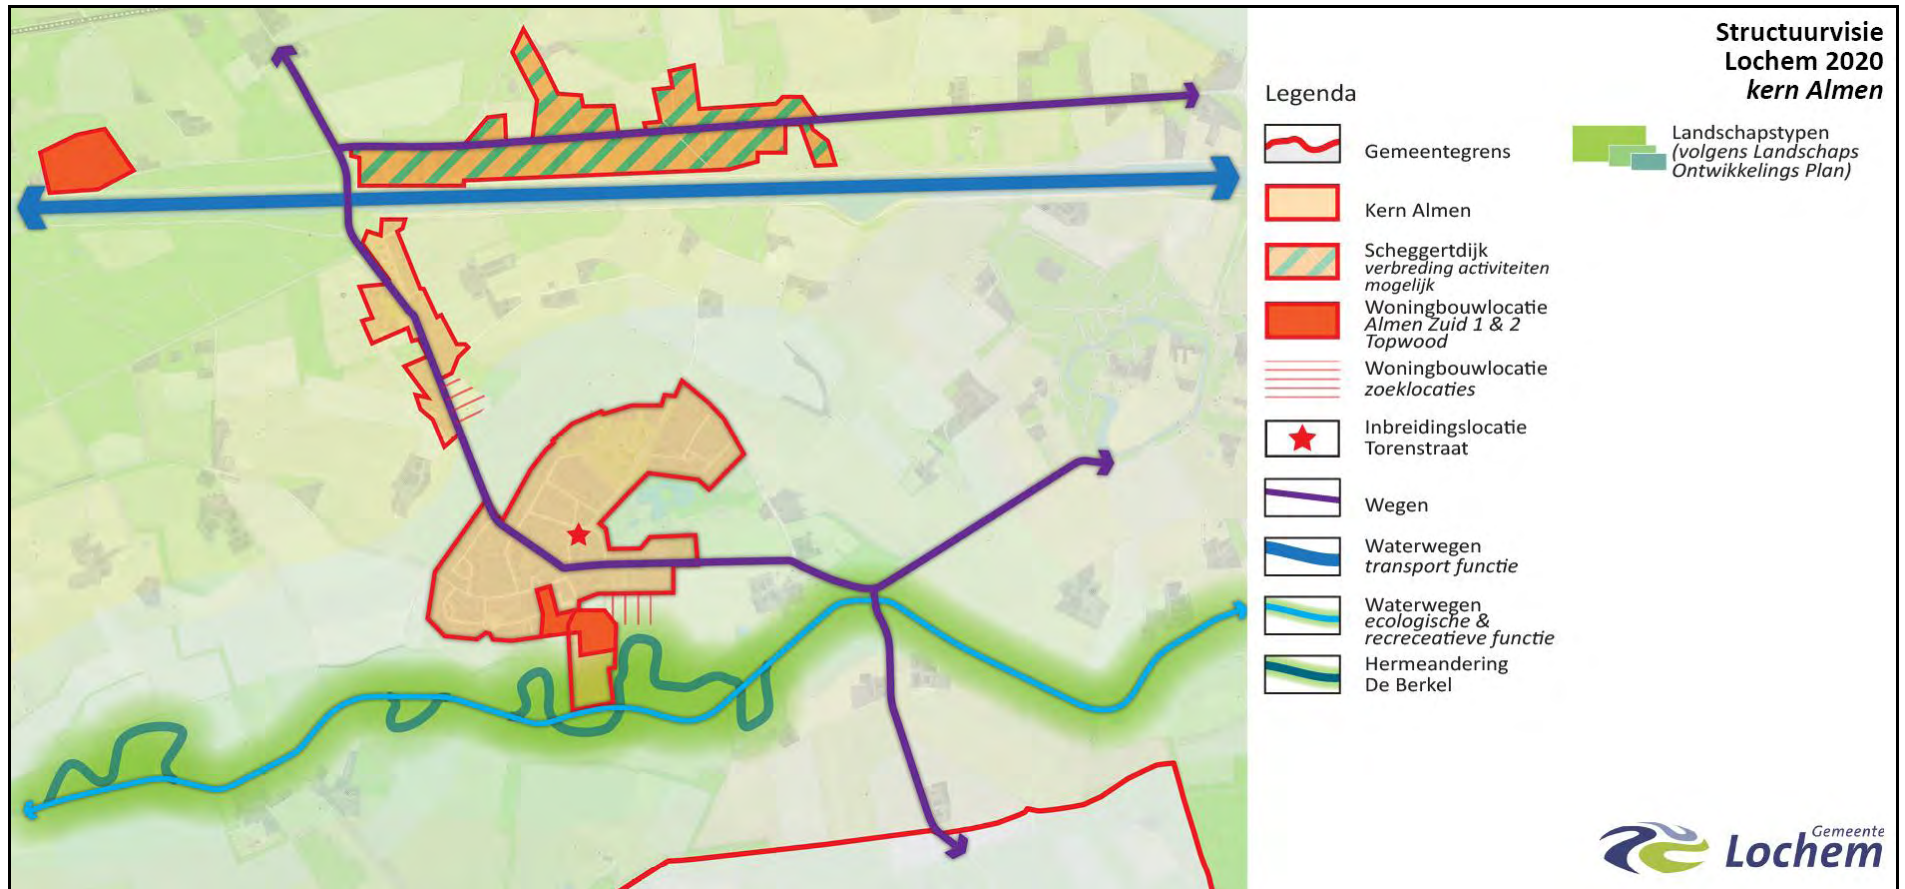 Structuurvisie
Lochem 2020
kern Almen
Legenda
Gemeentegrens
Kern Almen
Scheggertdijk
verbreding activiteiten
mogelijk
Woningbouwlocatie
Almen Zuid 1 & 2
Topwood
Woningbouwlocatie
zoeklocaties
Inbreidingslocatie
Torenstraat
Wegen
Waterwegen
transport functie
Waterwegen
ecologische &
recreceatieve functie
Hermeandering
De Berkel
Landschapstypen
(volgens Landschaps
Ontwikkelings Plan)
Gemeente
Lochem